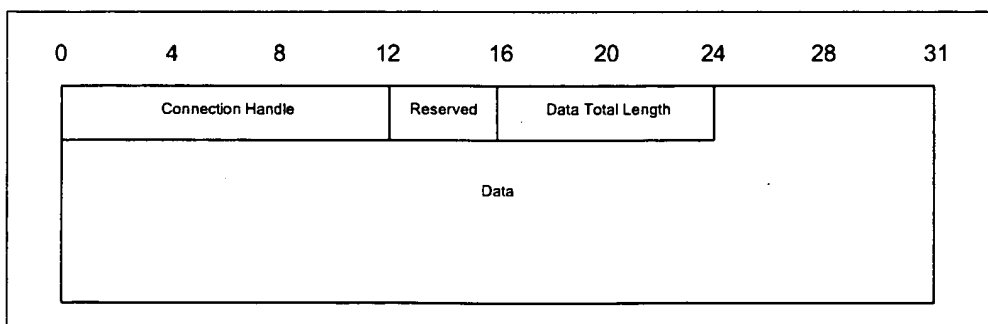 0 4 8 12 16 20 24 28 31
Connection Handle Reserved Data Total Length
Data